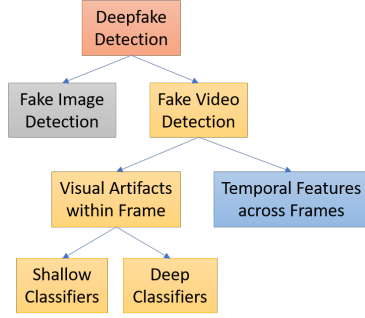 Deepfake
Detection
Fake Image
Detection
Fake Video
Detection
Visual Artifacts
within Frame
Temporal Features
across Frames
Shallow
Classifiers
Deep
Classifiers